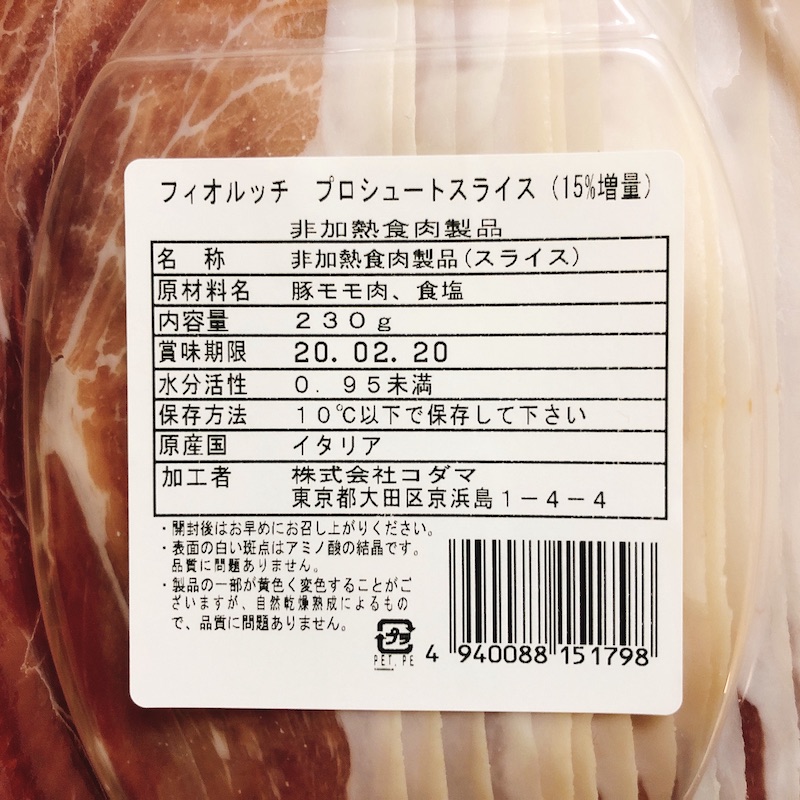 フィオルッチ　プロシュートスライス（15%増量）
非加熱食肉製品
名　称　非加熱食肉製品（スライス）
原材料名　豚モモ肉、食塩
内容量　２３０ｇ
賞味期限　20. 02. 20
水分活性　０．９５未満
保存方法　１０℃以下で保存して下さい
原産国　イタリア
加工者　株式会社コダマ
東京都大田区京浜島１－４－４
・開封後はお早めにお召し上がりください。
・表面の白い斑点はアミノ酸の結晶です。
品質に問題ありません。
・製品の一部が黄色く変色することがご
ざいますが、自然乾燥熟成によるもの
で、品質に問題ありません。
プラ
PET, PE
4 940088 151798